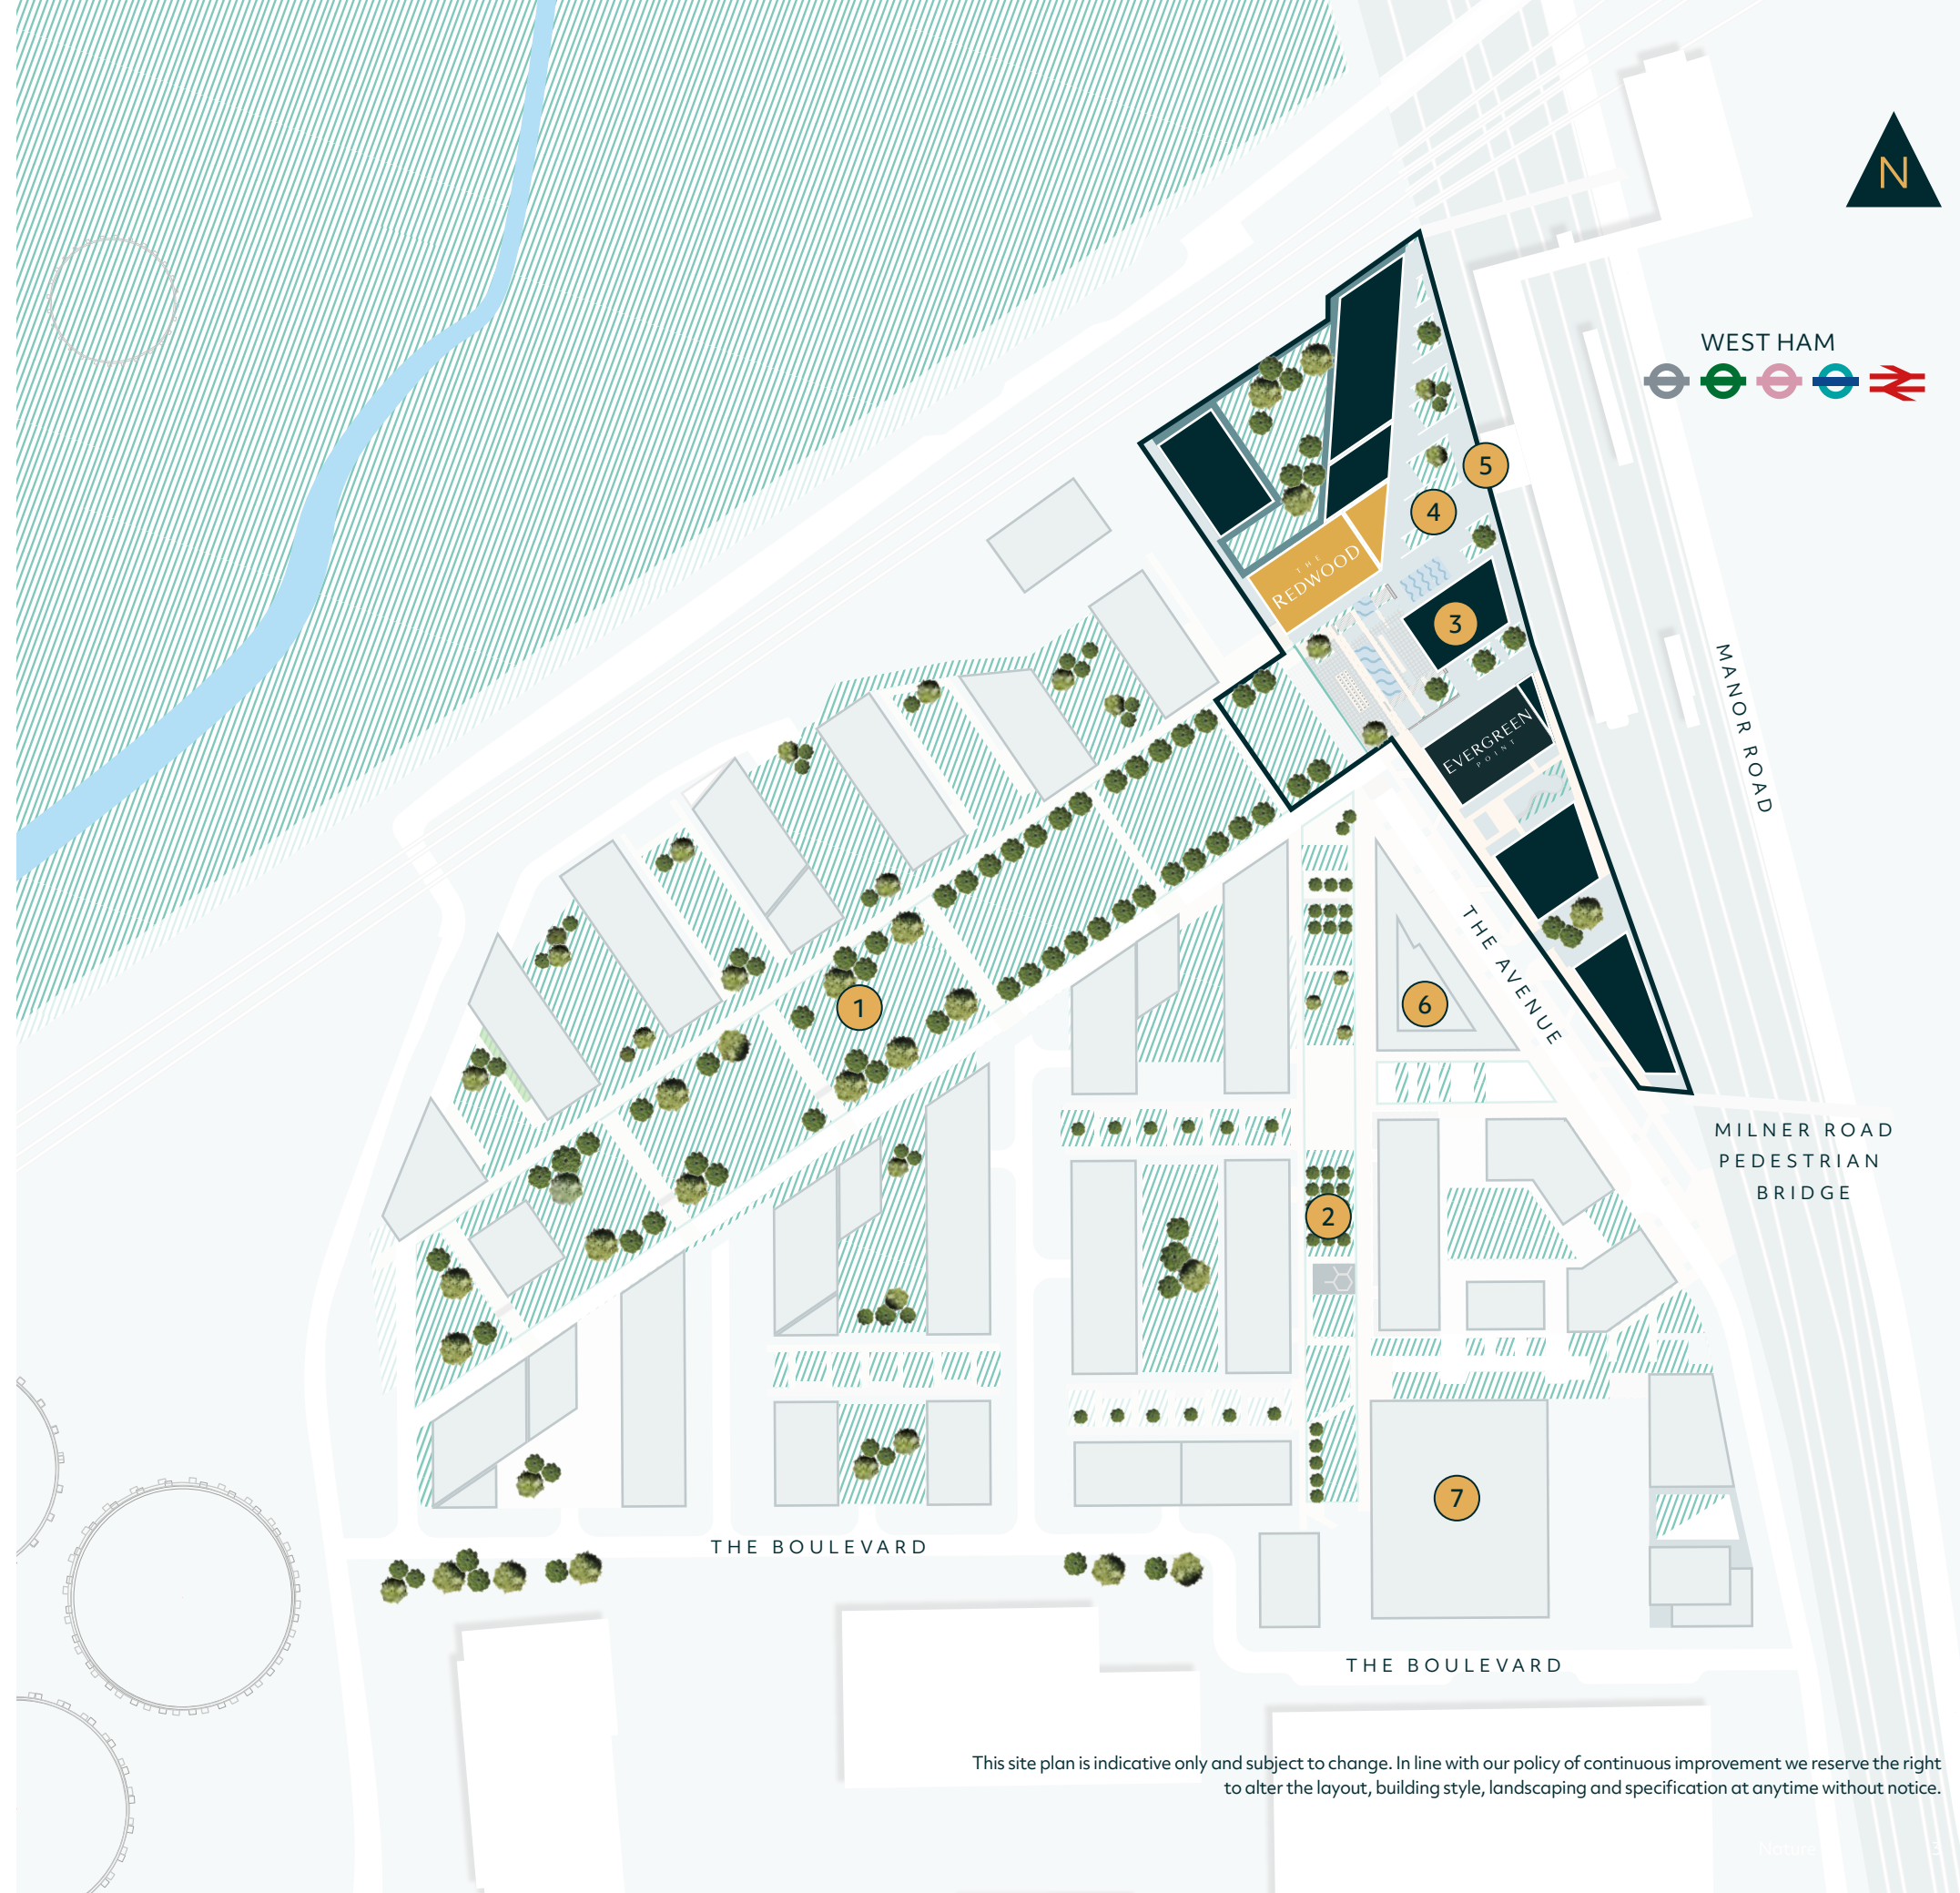 N
WEST HAM
5
4
THE
REDWOOD
3
MANOR ROAD
EVERGREEN
POINT
THE AVENUE
1
6
MILNER ROAD
PEDESTRIAN
BRIDGE
2
7
THE BOULEVARD
THE BOULEVARD
This site plan is indicative only and subject to change. In line with our policy of continuous improvement we reserve the right
to alter the layout, building style, landscaping and specification at anytime without notice.
Nature